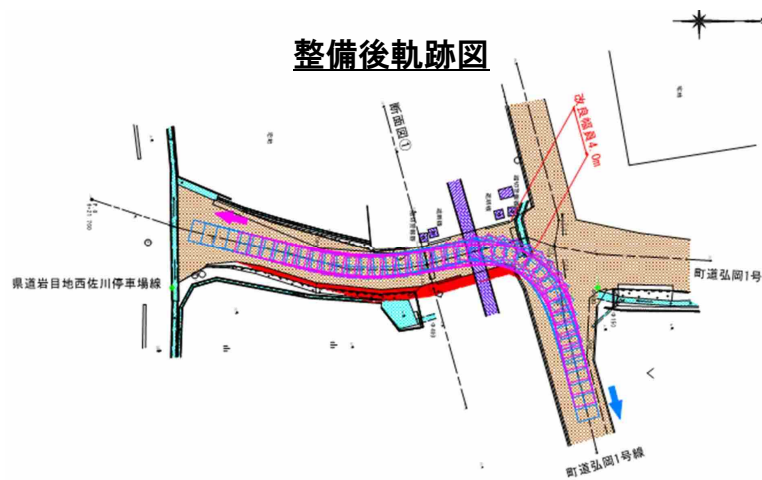 整備後軌跡図
断面図①
改良幅員4.0m
宅地
町道弘岡1号
県道岩目地西佐川停車場線
町道弘岡1号線